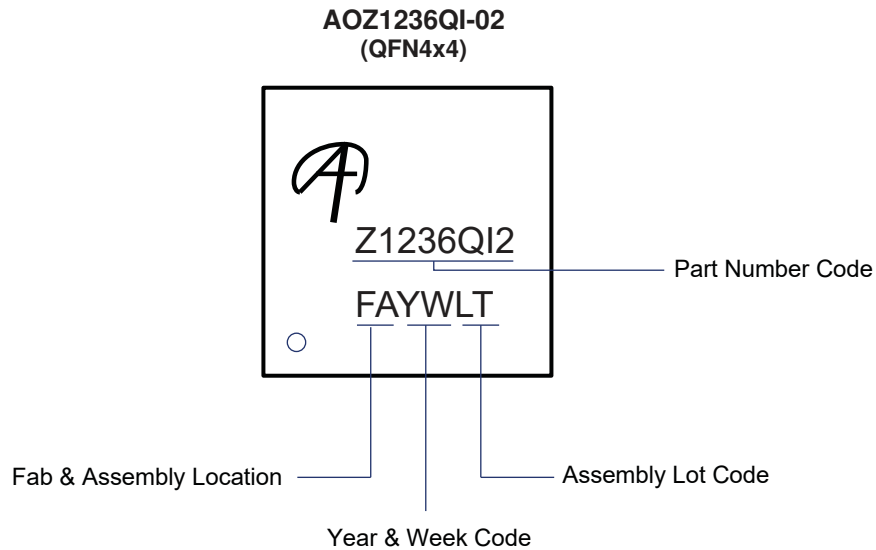 AOZ1236QI-02
(QFN4x4)
Z1236QI2
Part Number Code
FAYWLT
Fab & Assembly Location
Assembly Lot Code
Year & Week Code